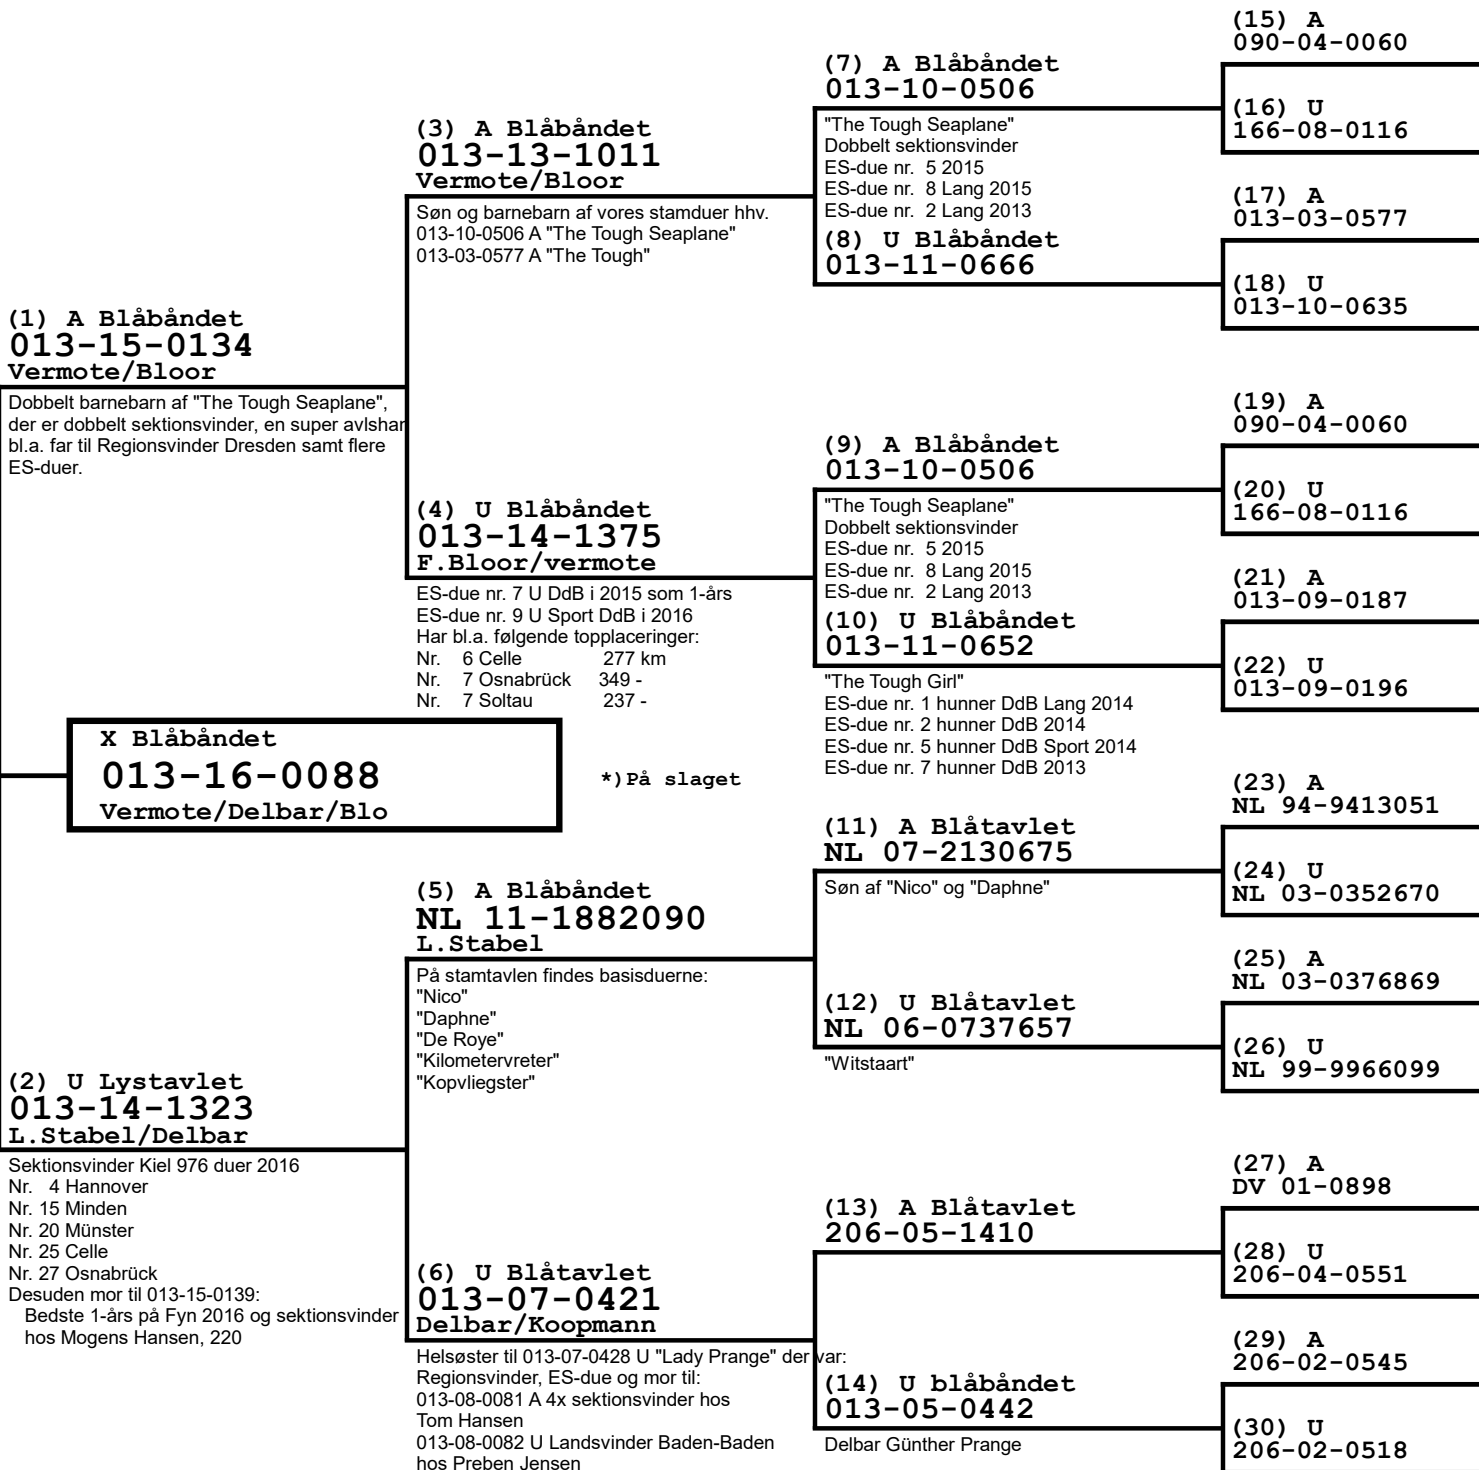 (1) A Blåbåndet
013-15-0134
Vermote/Bloor
Dobbelt barnebarn af "The Tough Seaplane",
der er dobbelt sektionsvinder, en super avlshan
bl.a. far til Regionsvinder Dresden samt flere
ES-duer.
X Blåbåndet
013-16-0088
Vermote/Delbar/Blo
*)På slaget
(2) U Lystavlet
013-14-1323
L.Stabel/Delbar
Sektionsvinder Kiel 976 duer 2016
Nr. 4 Hannover
Nr. 15 Minden
Nr. 20 Münster
Nr. 25 Celle
Nr. 27 Osnabrück
Desuden mor til 013-15-0139:
Bedste 1-års på Fyn 2016 og sektionsvinder
hos Mogens Hansen, 220
(3) A Blåbåndet
013-13-1011
Vermote/Bloor
Søn og barnebarn af vores stamduer hhv.
013-10-0506 A "The Tough Seaplane"
013-03-0577 A "The Tough"
(4) U Blåbåndet
013-14-1375
F.Bloor/vermote
ES-due nr. 7 U DdB i 2015 som 1-års
ES-due nr. 9 U Sport DdB i 2016
Har bl.a. følgende topplaceringer:
Nr. 6 Celle 277 km
Nr. 7 Osnabrück 349 -
Nr. 7 Soltau 237 -
(5) A Blåbåndet
NL 11-1882090
L.Stabel
På stamtavlen findes basisduerne:
"Nico"
"Daphne"
"De Roye"
"Kilometervreter"
"Kopvliegster"
(6) U Blåtavlet
013-07-0421
Delbar/Koopmann
Helsøster til 013-07-0428 U "Lady Prange" der var:
Regionsvinder, ES-due og mor til:
013-08-0081 A 4x sektionsvinder hos
Tom Hansen
013-08-0082 U Landsvinder Baden-Baden
hos Preben Jensen
(7) A Blåbåndet
013-10-0506
"The Tough Seaplane"
Dobbelt sektionsvinder
ES-due nr. 5 2015
ES-due nr. 8 Lang 2015
ES-due nr. 2 Lang 2013
(8) U Blåbåndet
013-11-0666
(9) A Blåbåndet
013-10-0506
"The Tough Seaplane"
Dobbelt sektionsvinder
ES-due nr. 5 2015
ES-due nr. 8 Lang 2015
ES-due nr. 2 Lang 2013
(10) U Blåbåndet
013-11-0652
"The Tough Girl"
ES-due nr. 1 hunner DdB Lang 2014
ES-due nr. 2 hunner DdB 2014
ES-due nr. 5 hunner DdB Sport 2014
ES-due nr. 7 hunner DdB 2013
(11) A Blåtavlet
NL 07-2130675
Søn af "Nico" og "Daphne"
(12) U Blåtavlet
NL 06-0737657
"Witstaart"
(13) A Blåtavlet
206-05-1410
(14) U blåbåndet
013-05-0442
Delbar Günther Prange
(15) A
090-04-0060
(16) U
166-08-0116
(17) A
013-03-0577
(18) U
013-10-0635
(19) A
090-04-0060
(20) U
166-08-0116
(21) A
013-09-0187
(22) U
013-09-0196
(23) A
NL 94-9413051
(24) U
NL 03-0352670
(25) A
NL 03-0376869
(26) U
NL 99-9966099
(27) A
DV 01-0898
(28) U
206-04-0551
(29) A
206-02-0545
(30) U
206-02-0518